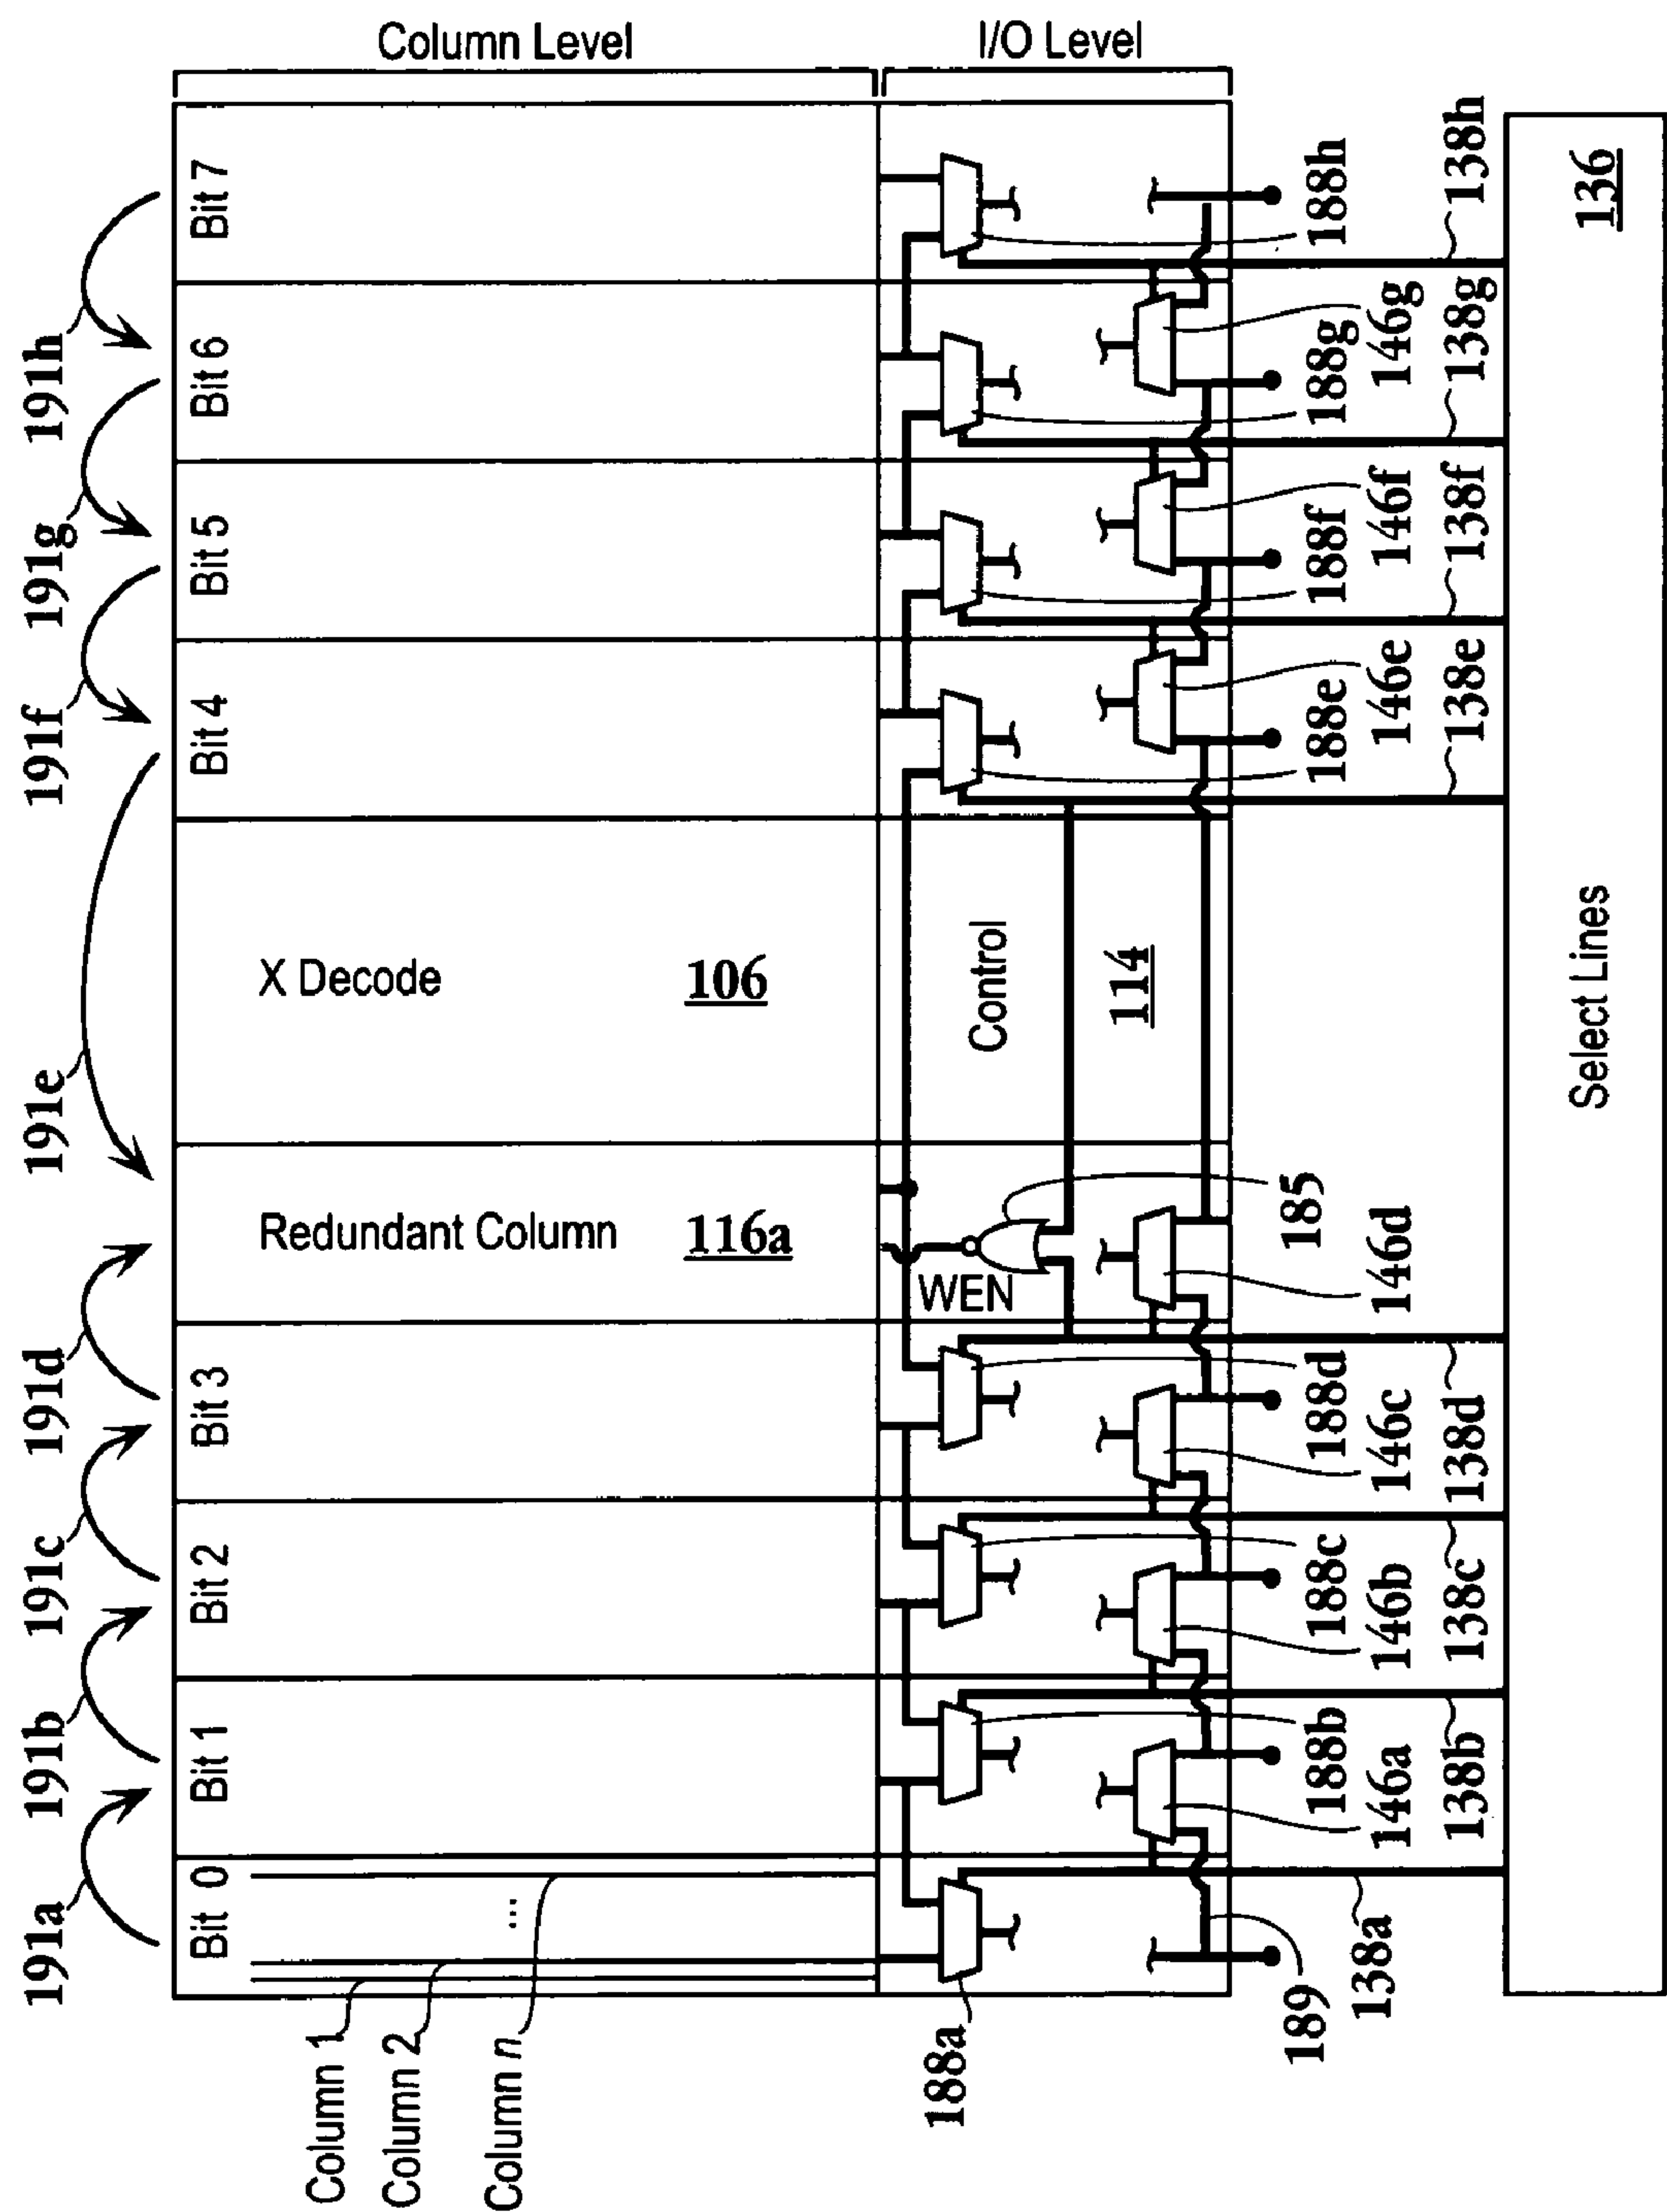 Column Level
I/O Level
191a
191b
191c
191d
191e
191f
191g
191h
Bit 0
Bit 1
Bit 2
Bit 3
Redundant Column
116a
X Decode
106
Bit 4
Bit 5
Bit 6
Bit 7
...
Column 1
Column 2
Column n
WEN
Control
114
188a
189
138a
188b
146a
138b
188c
146b
138c
188d
146c
138d
185
146d
188e
146e
138e
188f
146f
138f
188g
146g
138g
188h
138h
Select Lines
136